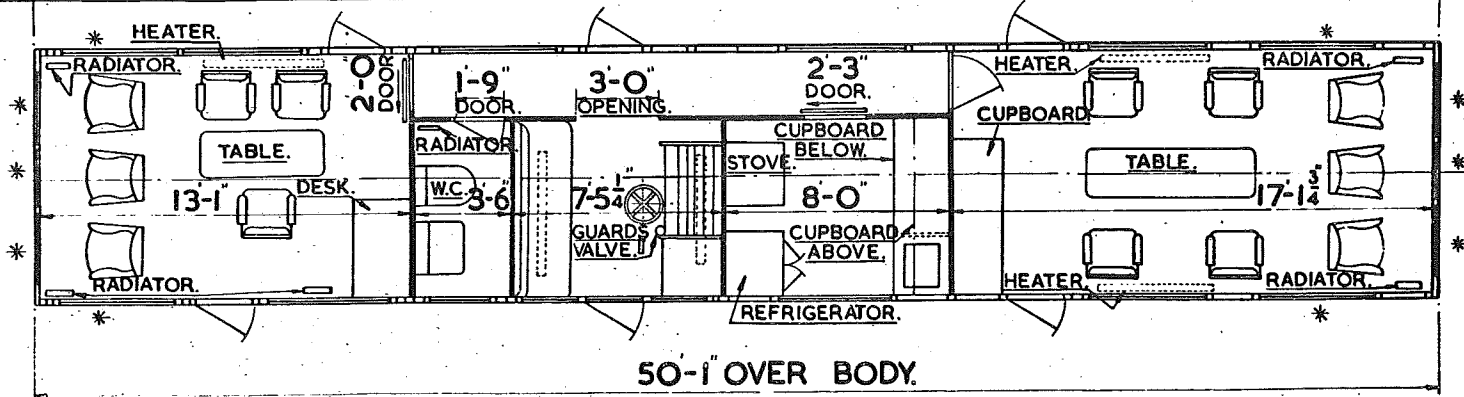 HEATER.
RADIATOR.
2'-0"
DOOR
1'-9"
DOOR.
3'-0"
OPENING.
2'-3"
DOOR.
HEATER.
RADIATOR.
CUPBOARD
RADIATOR
CUPBOARD
BELOW.
TABLE.
STOVE.
TABLE.
13'-1"
DESK.
W.C.
3'-6"
7'-5 1/4"
8'-0"
17'-1 3/4"
GUARDS
VALVE.
CUPBOARD
ABOVE.
RADIATOR.
HEATER.
RADIATOR.
REFRIGERATOR.
50'-1" OVER BODY.